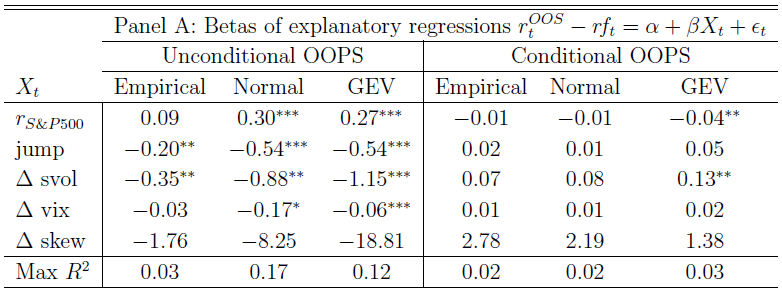 Panel A: Betas of explanatory regressions r_t^{OOS} − rf_t = α + βX_t + ϵ_t
Unconditional OOPS Conditional OOPS
X_t Empirical Normal GEV Empirical Normal GEV
r_{S&P500} 0.09 0.30*** 0.27*** −0.01 −0.01 −0.04**
jump −0.20** −0.54*** −0.54*** 0.02 0.01 0.05
Δ svol −0.35** −0.88** −1.15*** 0.07 0.08 0.13**
Δ vix −0.03 −0.17* −0.06*** 0.01 0.01 0.02
Δ skew −1.76 −8.25 −18.81 2.78 2.19 1.38
Max R² 0.03 0.17 0.12 0.02 0.02 0.03